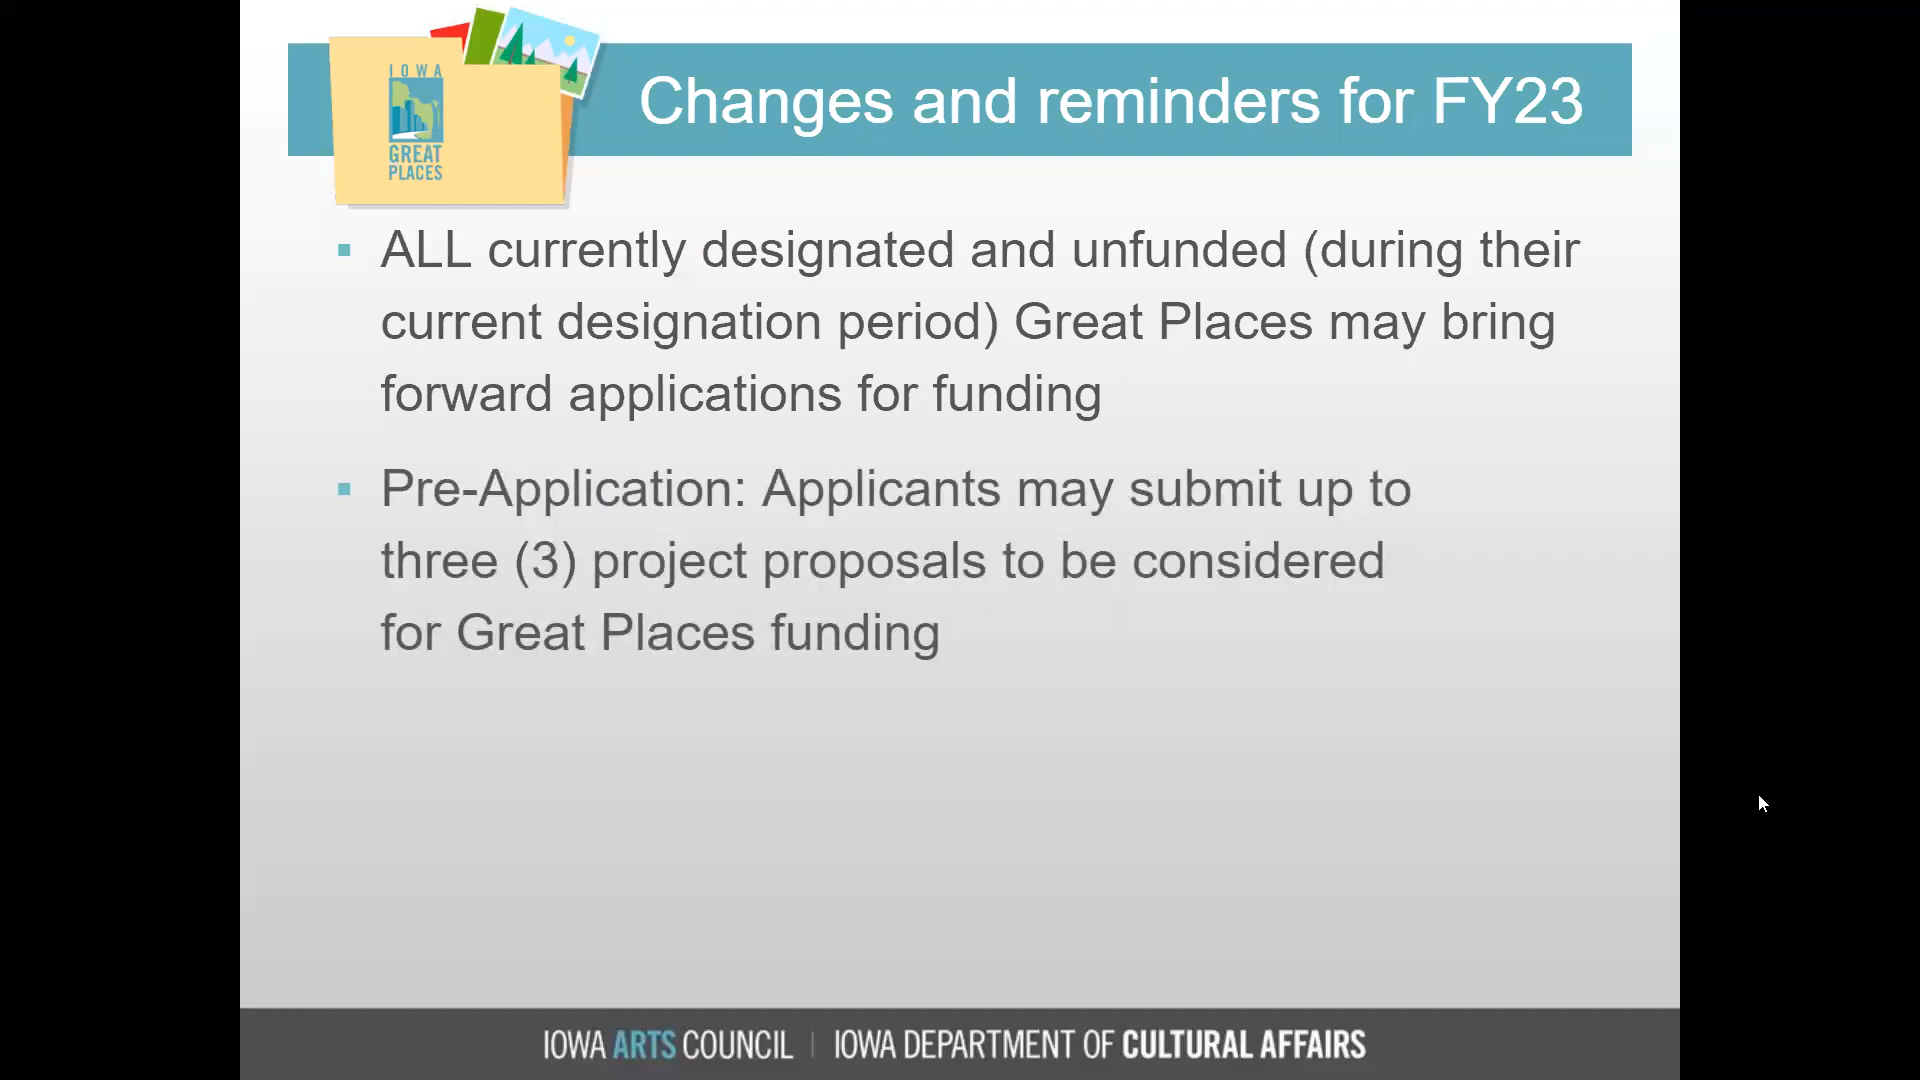 IOWA
GREAT
PLACES
Changes and reminders for FY23
▪ ALL currently designated and unfunded (during their
current designation period) Great Places may bring
forward applications for funding
▪ Pre-Application: Applicants may submit up to
three (3) project proposals to be considered
for Great Places funding
IOWA ARTS COUNCIL | IOWA DEPARTMENT OF CULTURAL AFFAIRS